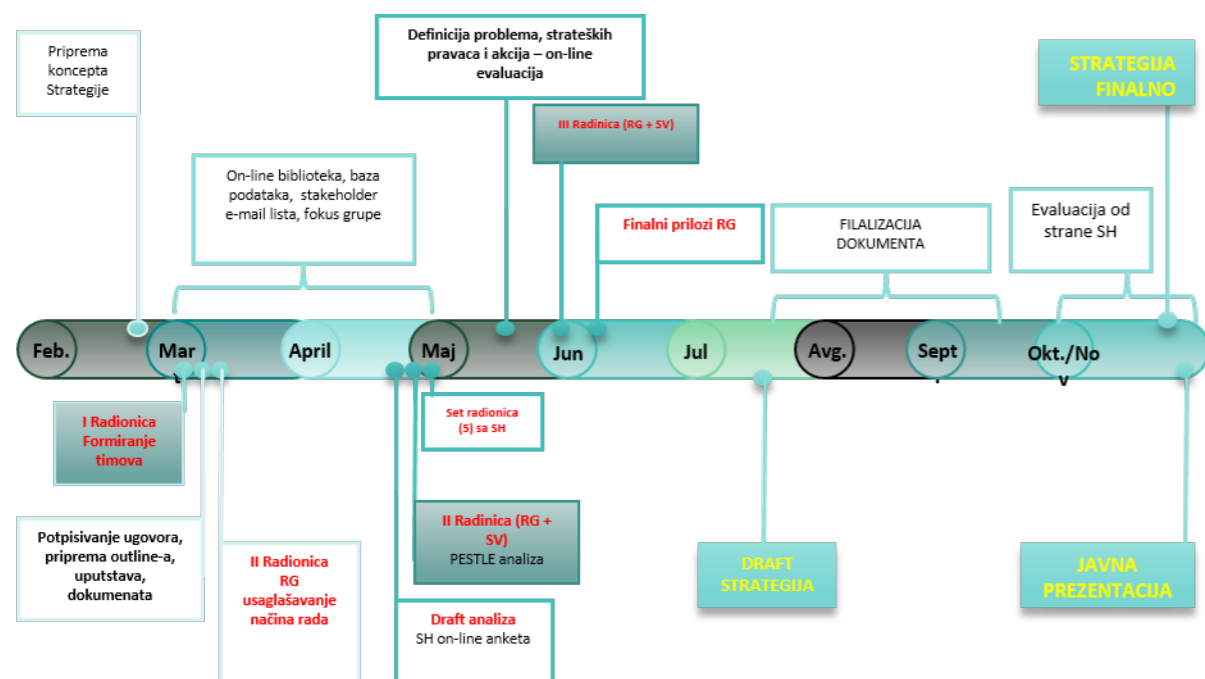 Priprema
koncepta
Strategije
Definicija problema, strateških
pravaca i akcija – on-line
evaluacija
STRATEGIJA
FINALNO
III Radinica (RG + SV)
On-line biblioteka, baza
podataka, stakeholder
e-mail lista, fokus grupe
Finalni prilozi RG
FILALIZACIJA
DOKUMENTA
Evaluacija od
strane SH
Feb.
Mar
t
April
Maj
Jun
Jul
Avg.
Sept
.
Okt./No
v
I Radionica
Formiranje
timova
Set radionica
(5) sa SH
Potpisivanje ugovora,
priprema outline-a,
uputstava,
dokumenata
II Radionica
RG
usaglašavanje
načina rada
II Radinica (RG +
SV)
PESTLE analiza
Draft analiza
SH on-line anketa
DRAFT
STRATEGIJA
JAVNA
PREZENTACIJA